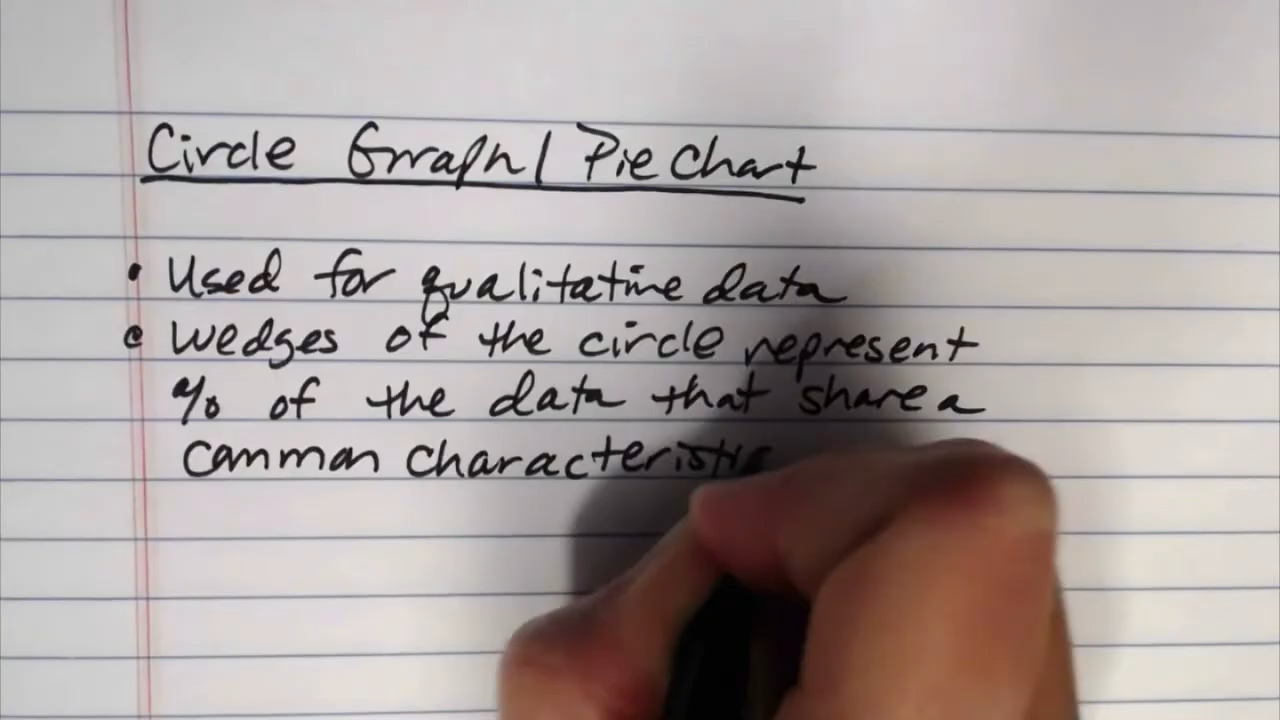 Circle Graph / Pie Chart
• Used for qualitative data
• Wedges of the circle represent
% of the data that share a
common characteristic